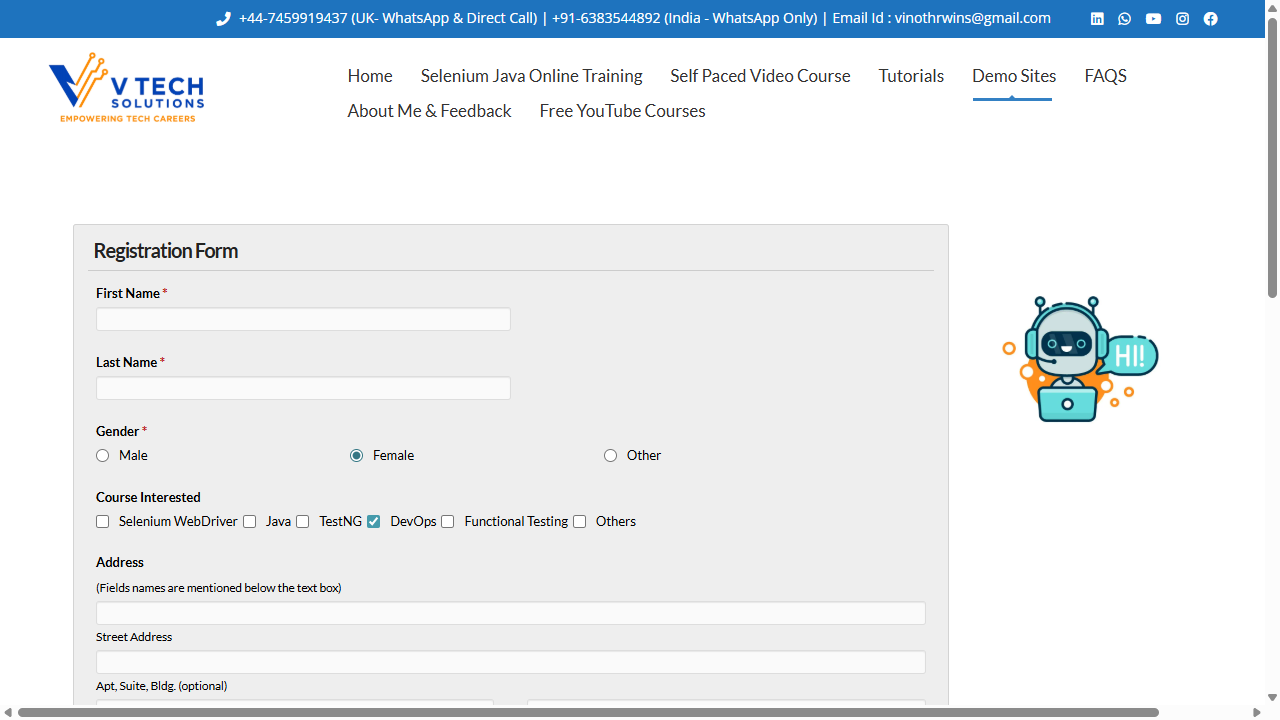 +44-7459919437 (UK- WhatsApp & Direct Call) | +91-6383544892 (India - WhatsApp Only) | Email Id : vinothrwins@gmail.com
V TECH
SOLUTIONS
EMPOWERING TECH CAREERS
Home Selenium Java Online Training Self Paced Video Course Tutorials Demo Sites FAQS
About Me & Feedback Free YouTube Courses
Registration Form
First Name *
Last Name *
Gender *
Male Female Other
Course Interested
Selenium WebDriver Java TestNG DevOps Functional Testing Others
Address
(Fields names are mentioned below the text box)
Street Address
Apt, Suite, Bldg. (optional)
HI!